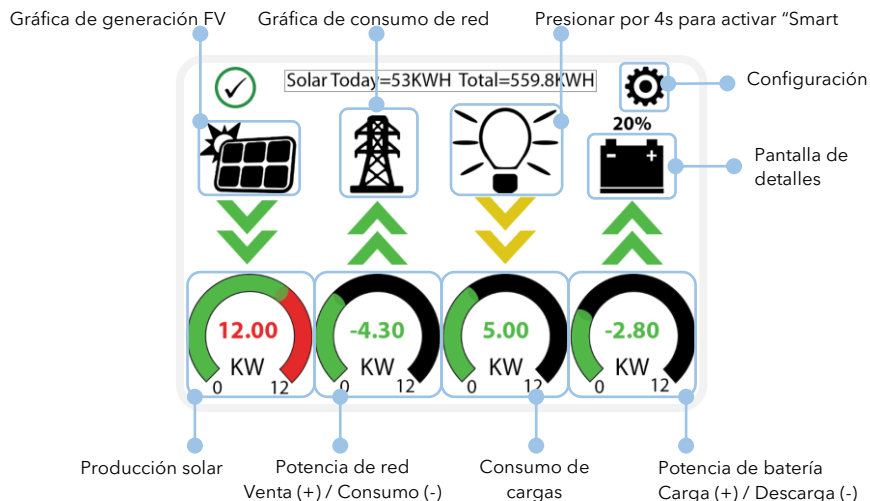 Gráfica de generación FV
Gráfica de consumo de red
Presionar por 4s para activar “Smart
Solar Today=53KWH Total=559.8KWH
Configuración
20%
- +
Pantalla de
detalles
12.00
KW
0 12
-4.30
KW
0 12
5.00
KW
0 12
-2.80
KW
0 12
Producción solar
Potencia de red
Venta (+) / Consumo (-)
Consumo de
cargas
Potencia de batería
Carga (+) / Descarga (-)